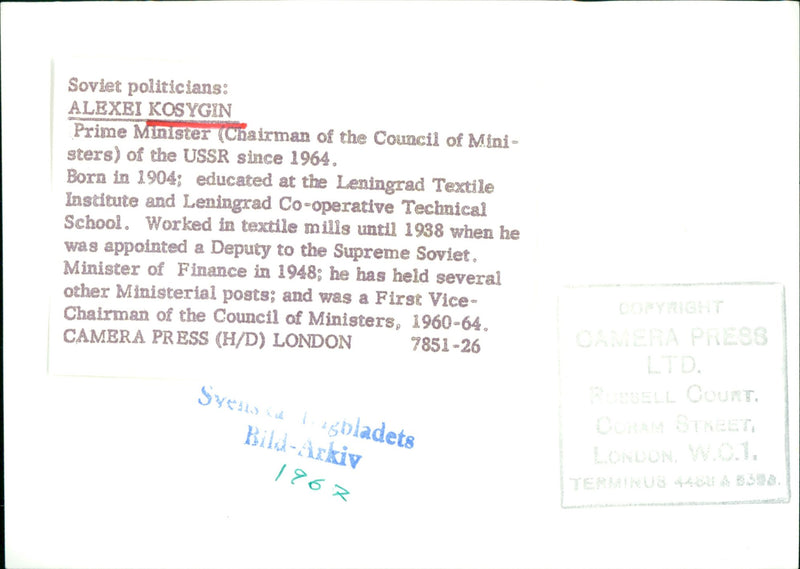 Soviet politicians:
ALEXEI KOSYGIN
Prime Minister (Chairman of the Council of Mini-
sters) of the USSR since 1964.
Born in 1904; educated at the Leningrad Textile
Institute and Leningrad Co-operative Technical
School. Worked in textile mills until 1938 when he
was appointed a Deputy to the Supreme Soviet.
Minister of Finance in 1948; he has held several
other Ministerial posts; and was a First Vice-
Chairman of the Council of Ministers, 1960-64.
CAMERA PRESS (H/D) LONDON 7851-26
Svenska Dagbladets
Bild-Arkiv
1967
COPYRIGHT
CAMERA PRESS
LTD.
RUSSELL COURT,
CORAM STREET,
LONDON. W.C.1.
TERMINUS 4488 &